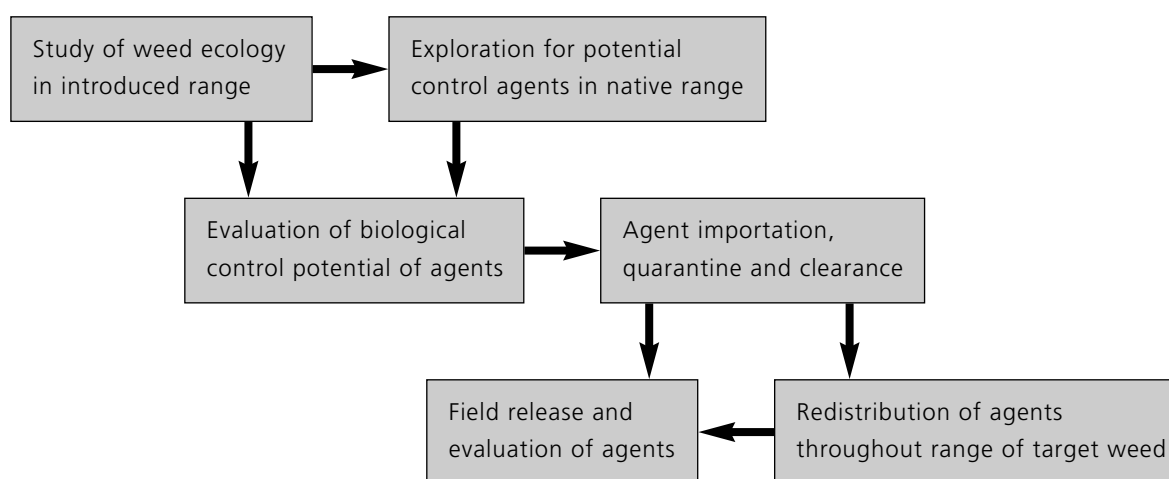 Study of weed ecology
in introduced range
Exploration for potential
control agents in native range
Evaluation of biological
control potential of agents
Agent importation,
quarantine and clearance
Field release and
evaluation of agents
Redistribution of agents
throughout range of target weed